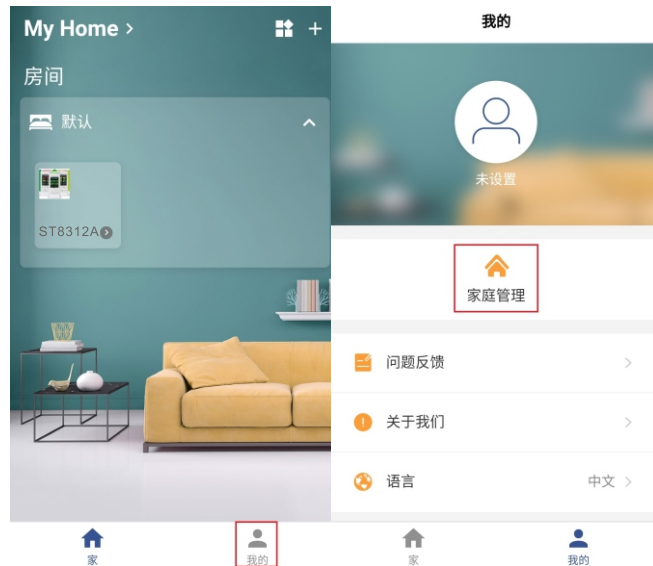 My Home >
房间
默认
ST8312A
家
我的
我的
未设置
家庭管理
问题反馈
关于我们
语言
中文
家
我的